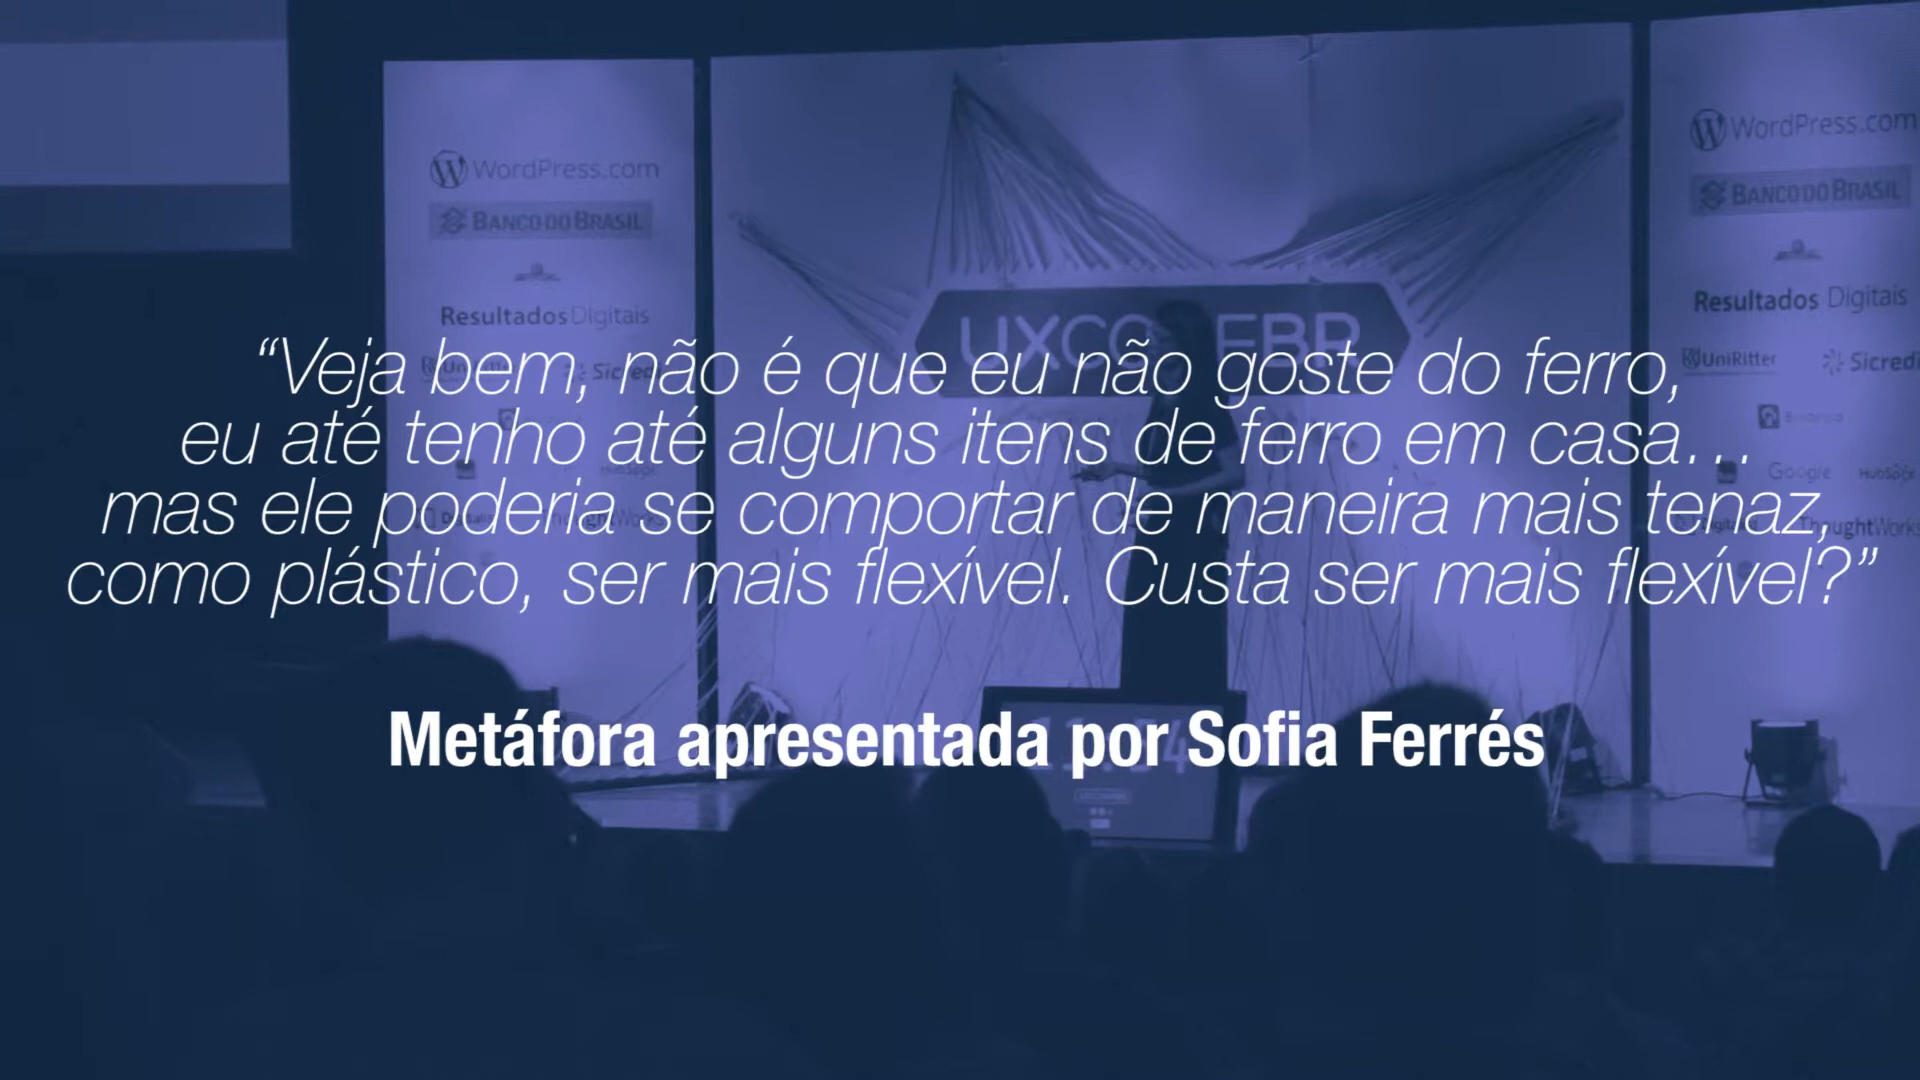 “Veja bem, não é que eu não goste do ferro,
eu até tenho até alguns itens de ferro em casa…
mas ele poderia se comportar de maneira mais tenaz,
como plástico, ser mais flexível. Custa ser mais flexível?”
Metáfora apresentada por Sofia Ferrés
WordPress.com
BANCO DO BRASIL
Resultados Digitais
WordPress.com
BANCO DO BRASIL
Resultados Digitais
UniRitter
Sicredi
Google
HubSpot
ThoughtWorks